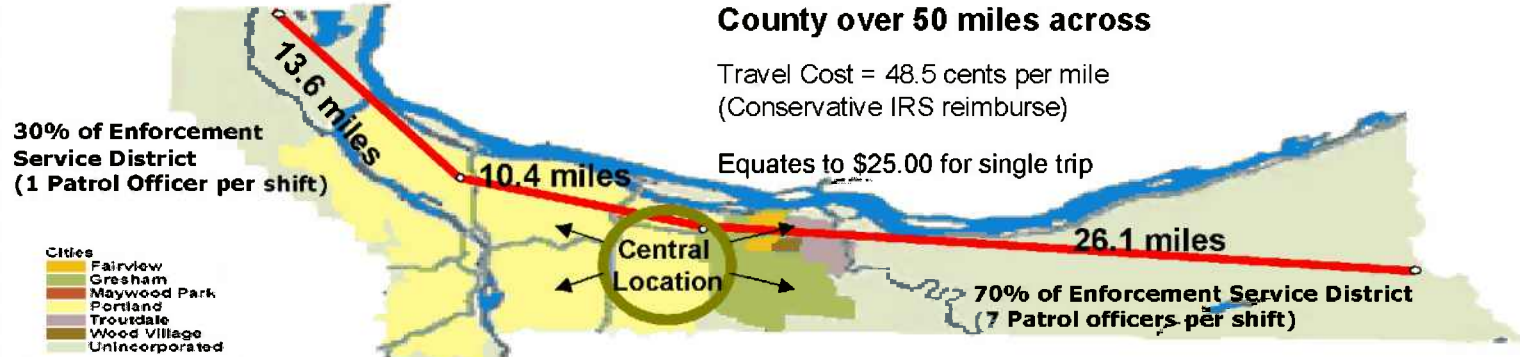 County over 50 miles across
Travel Cost = 48.5 cents per mile
(Conservative IRS reimburse)
Equates to $25.00 for single trip
13.6 miles
30% of Enforcement
Service District
(1 Patrol Officer per shift)
10.4 miles
Central
Location
26.1 miles
70% of Enforcement Service District
(7 Patrol officers per shift)
Cities
Fairview
Gresham
Maywood Park
Portland
Troutdale
Wood Village
Unincorporated